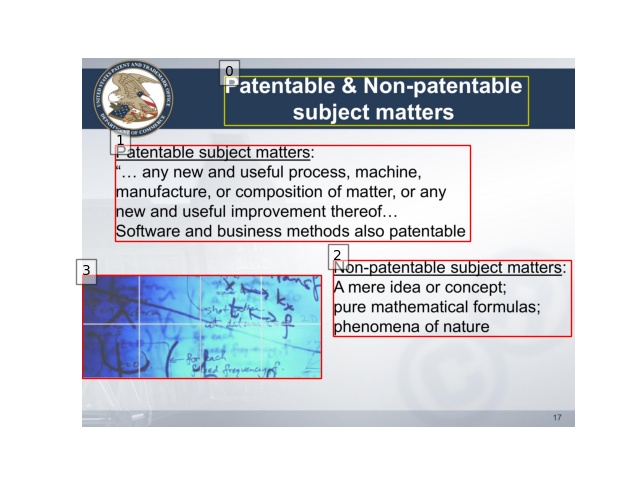 0
Patentable & Non-patentable
subject matters
1
Patentable subject matters:
“… any new and useful process, machine,
manufacture, or composition of matter, or any
new and useful improvement thereof…
Software and business methods also patentable
2
Non-patentable subject matters:
A mere idea or concept;
pure mathematical formulas;
phenomena of nature
3
for each
frequency
17